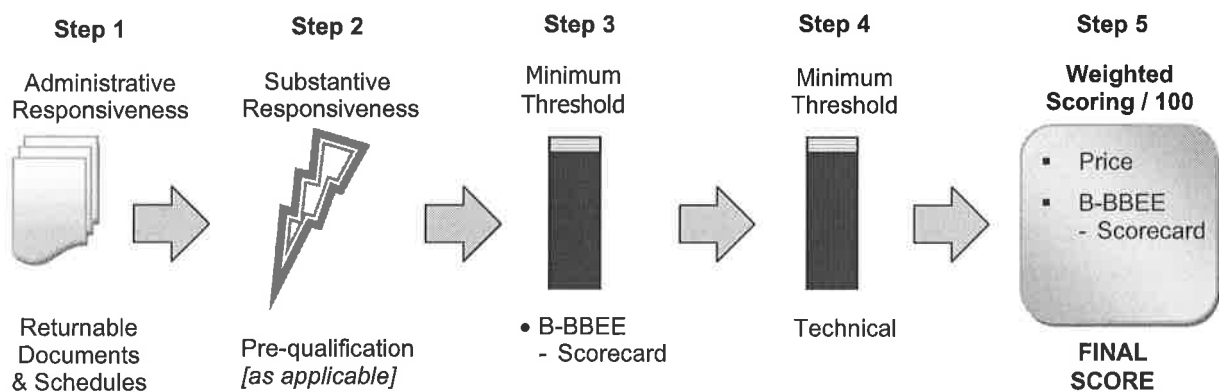 Step 1
Administrative
Responsiveness
Returnable
Documents
& Schedules
Step 2
Substantive
Responsiveness
Pre-qualification
[as applicable]
Step 3
Minimum
Threshold
• B-BBEE
- Scorecard
Step 4
Minimum
Threshold
Technical
Step 5
Weighted
Scoring / 100
▪ Price
▪ B-BBEE
- Scorecard
FINAL
SCORE